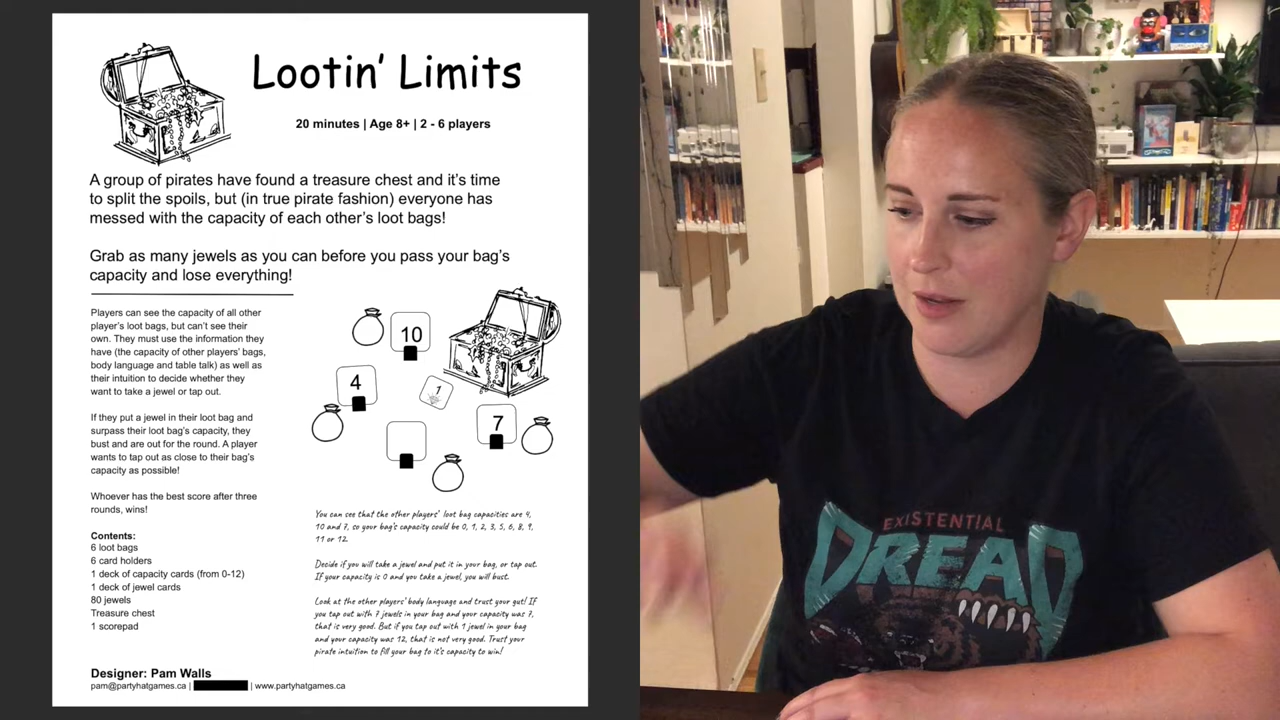 Lootin' Limits
20 minutes | Age 8+ | 2 - 6 players
A group of pirates have found a treasure chest and it's time
to split the spoils, but (in true pirate fashion) everyone has
messed with the capacity of each other's loot bags!
Grab as many jewels as you can before you pass your bag's
capacity and lose everything!
Players can see the capacity of all other
player's loot bags, but can't see their
own. They must use the information they
have (the capacity of other players' bags,
body language and table talk) as well as
their intuition to decide whether they
want to take a jewel or tap out.
If they put a jewel in their loot bag and
surpass their loot bag's capacity, they
bust and are out for the round. A player
wants to tap out as close to their bag's
capacity as possible!
Whoever has the best score after three
rounds, wins!
Contents:
6 loot bags
6 card holders
1 deck of capacity cards (from 0-12)
1 deck of jewel cards
80 jewels
Treasure chest
1 scorepad
10
4
1
7
You can see that the other players' loot bag capacities are 4,
10 and 7, so your bag's capacity could be 0, 1, 2, 3, 5, 6, 8, 9,
11 or 12.
Decide if you will take a jewel and put it in your bag, or tap out.
If your capacity is 0 and you take a jewel, you will bust.
Look at the other players' body language and trust your gut! If
you tap out with 7 jewels in your bag and your capacity was 7,
that is very good. But if you tap out with 1 jewel in your bag
and your capacity was 12, that is not very good. Trust your
pirate intuition to fill your bag to it's capacity to win!
Designer: Pam Walls
pam@partyhatgames.ca | | www.partyhatgames.ca
EXISTENTIAL
DREAD